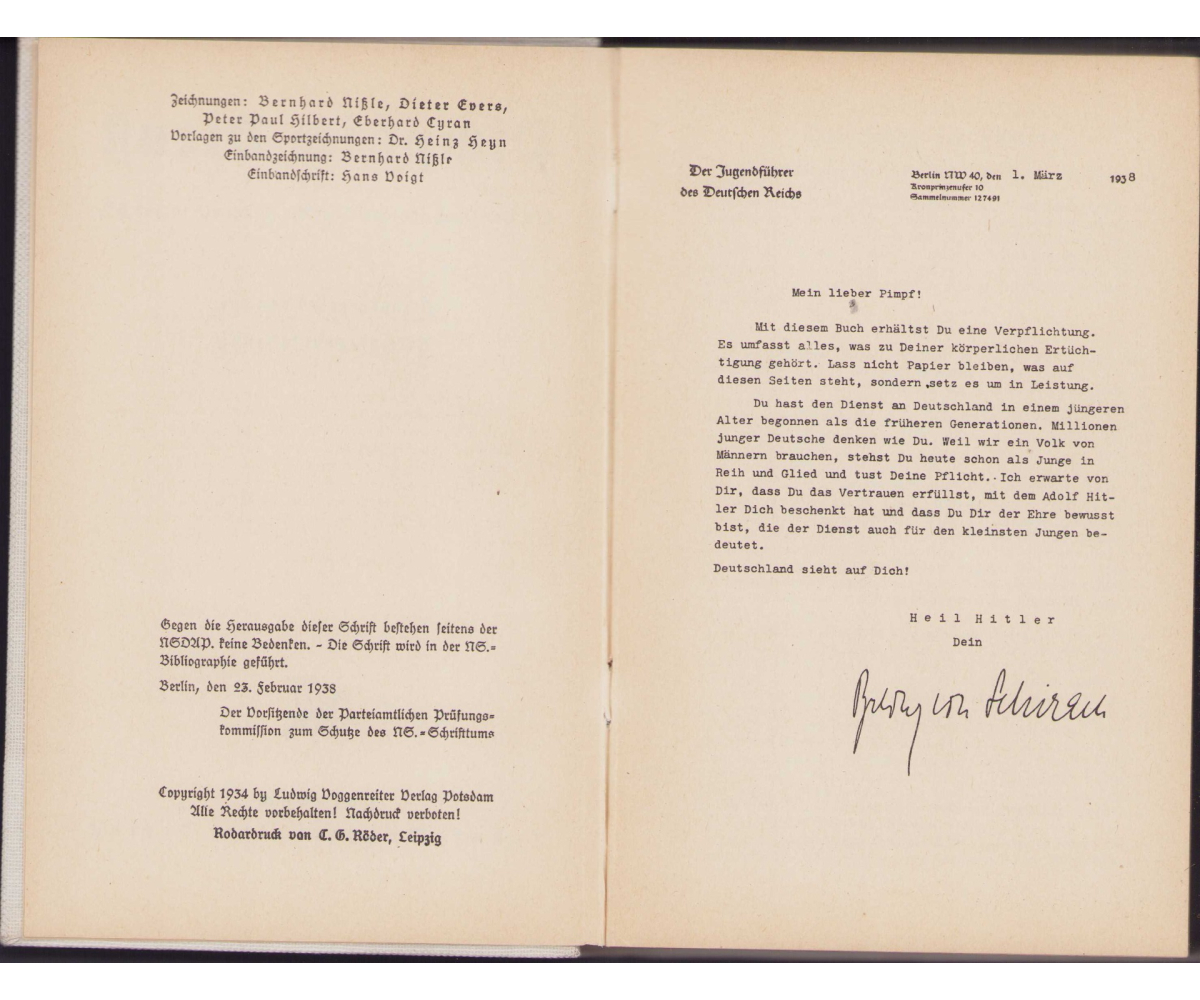 Zeichnungen: Bernhard Nißle, Dieter Evers,
Peter Paul Hilbert, Eberhard Cyran
Vorlagen zu den Sportzeichnungen: Dr. Heinz Heyn
Einbandzeichnung: Bernhard Nißle
Einbandschrift: Hans Voigt
Gegen die Herausgabe dieser Schrift bestehen seitens der
NSDAP. keine Bedenken. - Die Schrift wird in der NS.=
Bibliographie geführt.
Berlin, den 23. Februar 1938
Der Vorsitzende der Parteiamtlichen Prüfungs=
kommission zum Schutze des NS.=Schrifttums
Copyright 1934 by Ludwig Voggenreiter Verlag Potsdam
Alle Rechte vorbehalten! Nachdruck verboten!
Rodardruck von C. G. Röder, Leipzig
Der Jugendführer
des Deutschen Reichs
Berlin NW 40, den 1. März 1938
Kronprinzenufer 10
Sammelnummer 127491
Mein lieber Pimpf!
Mit diesem Buch erhältst Du eine Verpflichtung.
Es umfasst alles, was zu Deiner körperlichen Ertüch-
tigung gehört. Lass nicht Papier bleiben, was auf
diesen Seiten steht, sondern setz es um in Leistung.
Du hast den Dienst an Deutschland in einem jüngeren
Alter begonnen als die früheren Generationen. Millionen
junger Deutsche denken wie Du. Weil wir ein Volk von
Männern brauchen, stehst Du heute schon als Junge in
Reih und Glied und tust Deine Pflicht. Ich erwarte von
Dir, dass Du das Vertrauen erfüllst, mit dem Adolf Hit-
ler Dich beschenkt hat und dass Du Dir der Ehre bewusst
bist, die der Dienst auch für den kleinsten Jungen be-
deutet.
Deutschland sieht auf Dich!
Heil Hitler
Dein
Baldur von Schirach